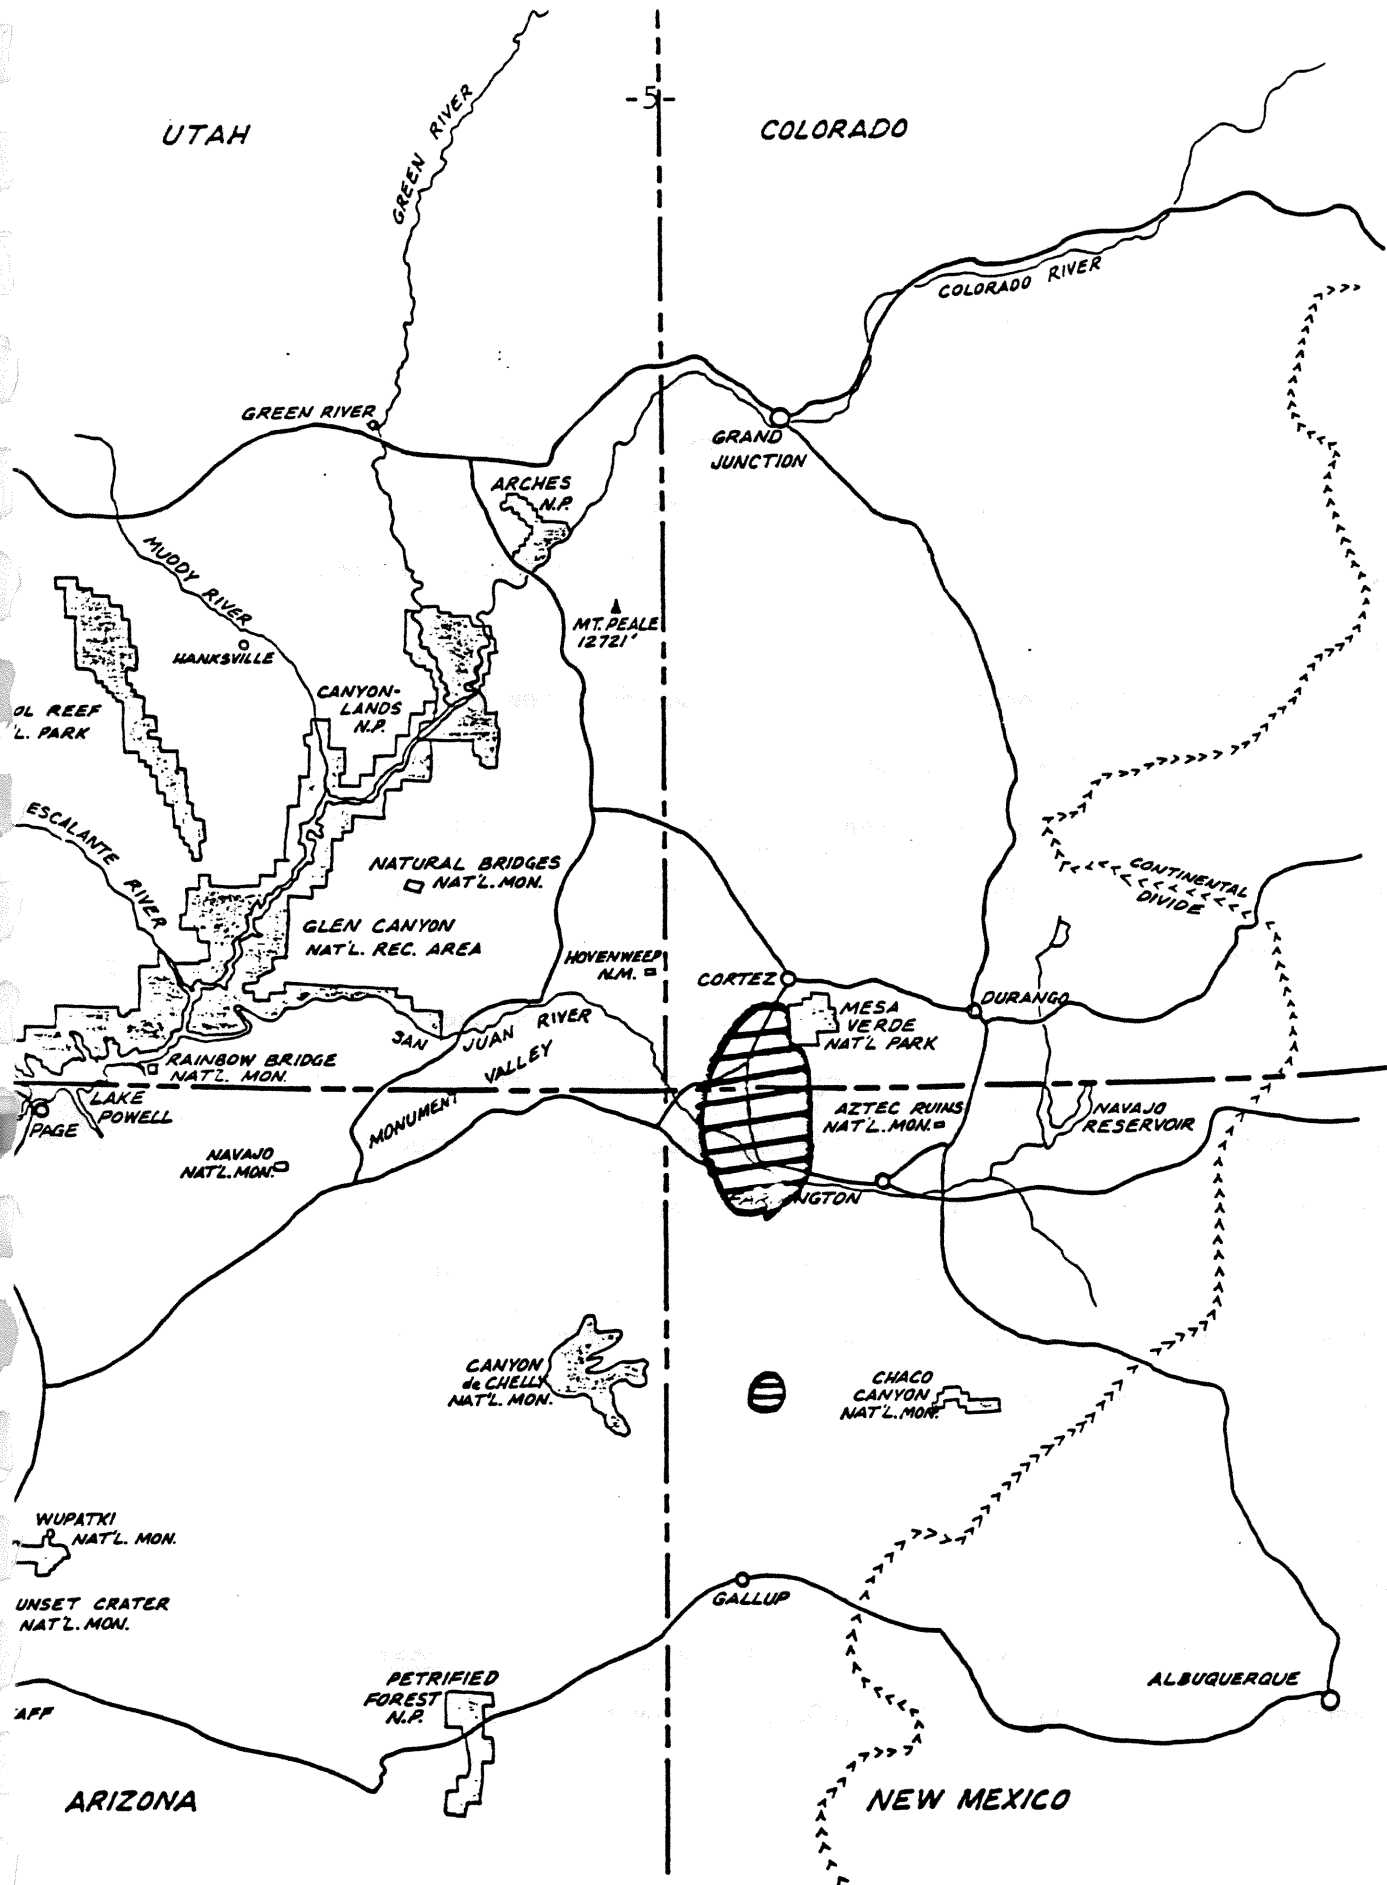 -5-
UTAH
COLORADO
GREEN RIVER
COLORADO RIVER
GREEN RIVER
GRAND
JUNCTION
ARCHES
N.P.
MUDDY RIVER
MT. PEALE
12721'
HANKSVILLE
CANYON-
LANDS
N.P.
OL REEF
'L. PARK
ESCALANTE RIVER
NATURAL BRIDGES
NAT'L. MON.
CONTINENTAL
DIVIDE
GLEN CANYON
NAT'L. REC. AREA
HOVENWEEP
N.M.
CORTEZ
DURANGO
MESA
VERDE
NAT'L PARK
SAN JUAN RIVER
RAINBOW BRIDGE
NAT'L. MON.
MONUMENT VALLEY
LAKE
POWELL
PAGE
AZTEC RUINS
NAT'L. MON.
NAVAJO
RESERVOIR
NAVAJO
NAT'L. MON.
CANYON
de CHELLY
NAT'L. MON.
CHACO
CANYON
NAT'L. MON.
WUPATKI
NAT'L. MON.
UNSET CRATER
NAT'L. MON.
GALLUP
PETRIFIED
FOREST
N.P.
ALBUQUERQUE
AFF
ARIZONA
NEW MEXICO